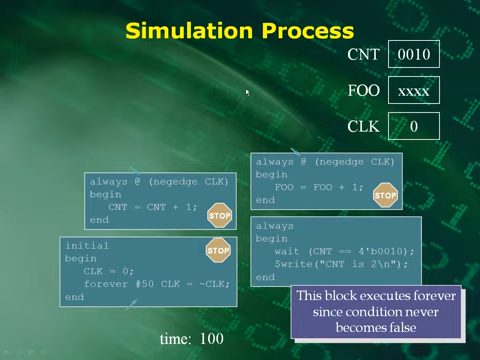 Simulation Process
CNT 0010
FOO xxxx
CLK 0
always @ (negedge CLK)
begin
CNT = CNT + 1;
end
STOP
always @ (negedge CLK)
begin
FOO = FOO + 1;
end
STOP
initial
begin
CLK = 0;
forever #50 CLK = ~CLK;
end
STOP
always
begin
wait (CNT == 4'b0010);
$write("CNT is 2\n");
end
This block executes forever
since condition never
becomes false
time: 100